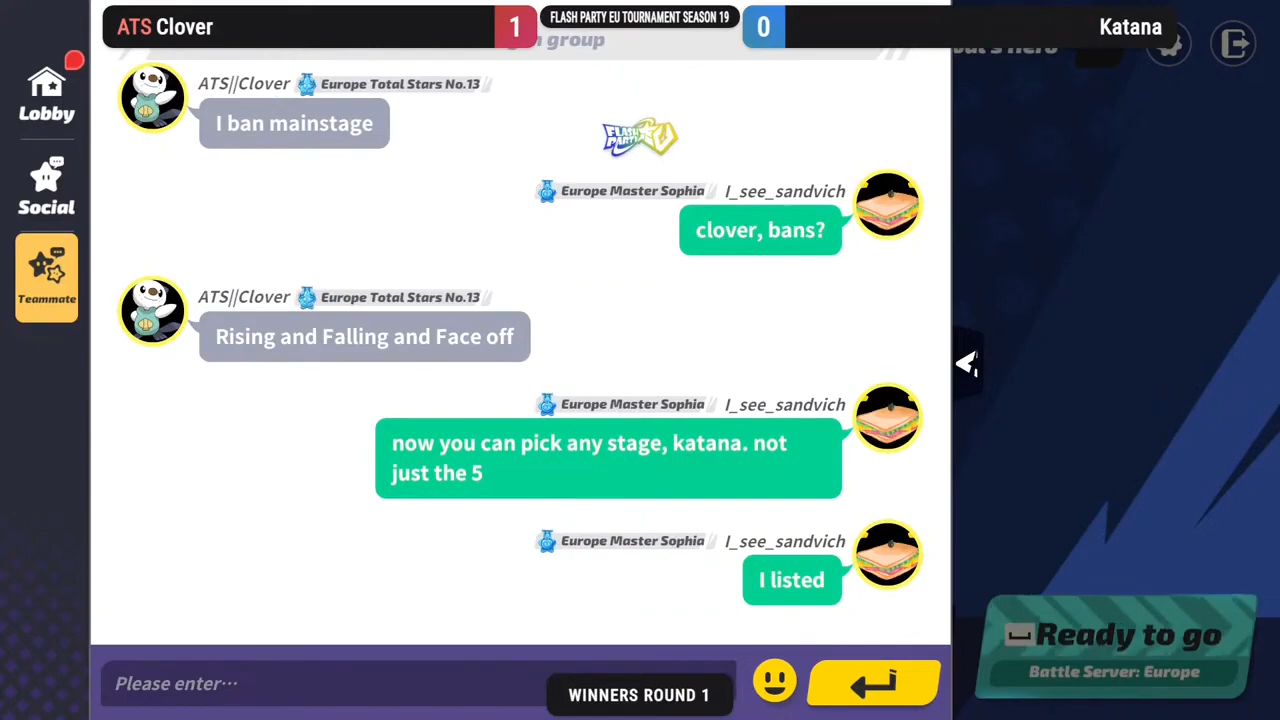 ATS Clover
1
FLASH PARTY EU TOURNAMENT SEASON 19
0
Katana
group
Lobby
Social
Teammate
ATS||Clover
Europe Total Stars No.13
I ban mainstage
FLASH PARTY
Europe Master Sophia
I_see_sandvich
clover, bans?
ATS||Clover
Europe Total Stars No.13
Rising and Falling and Face off
Europe Master Sophia
I_see_sandvich
now you can pick any stage, katana. not
just the 5
Europe Master Sophia
I_see_sandvich
I listed
Please enter···
WINNERS ROUND 1
Ready to go
Battle Server: Europe